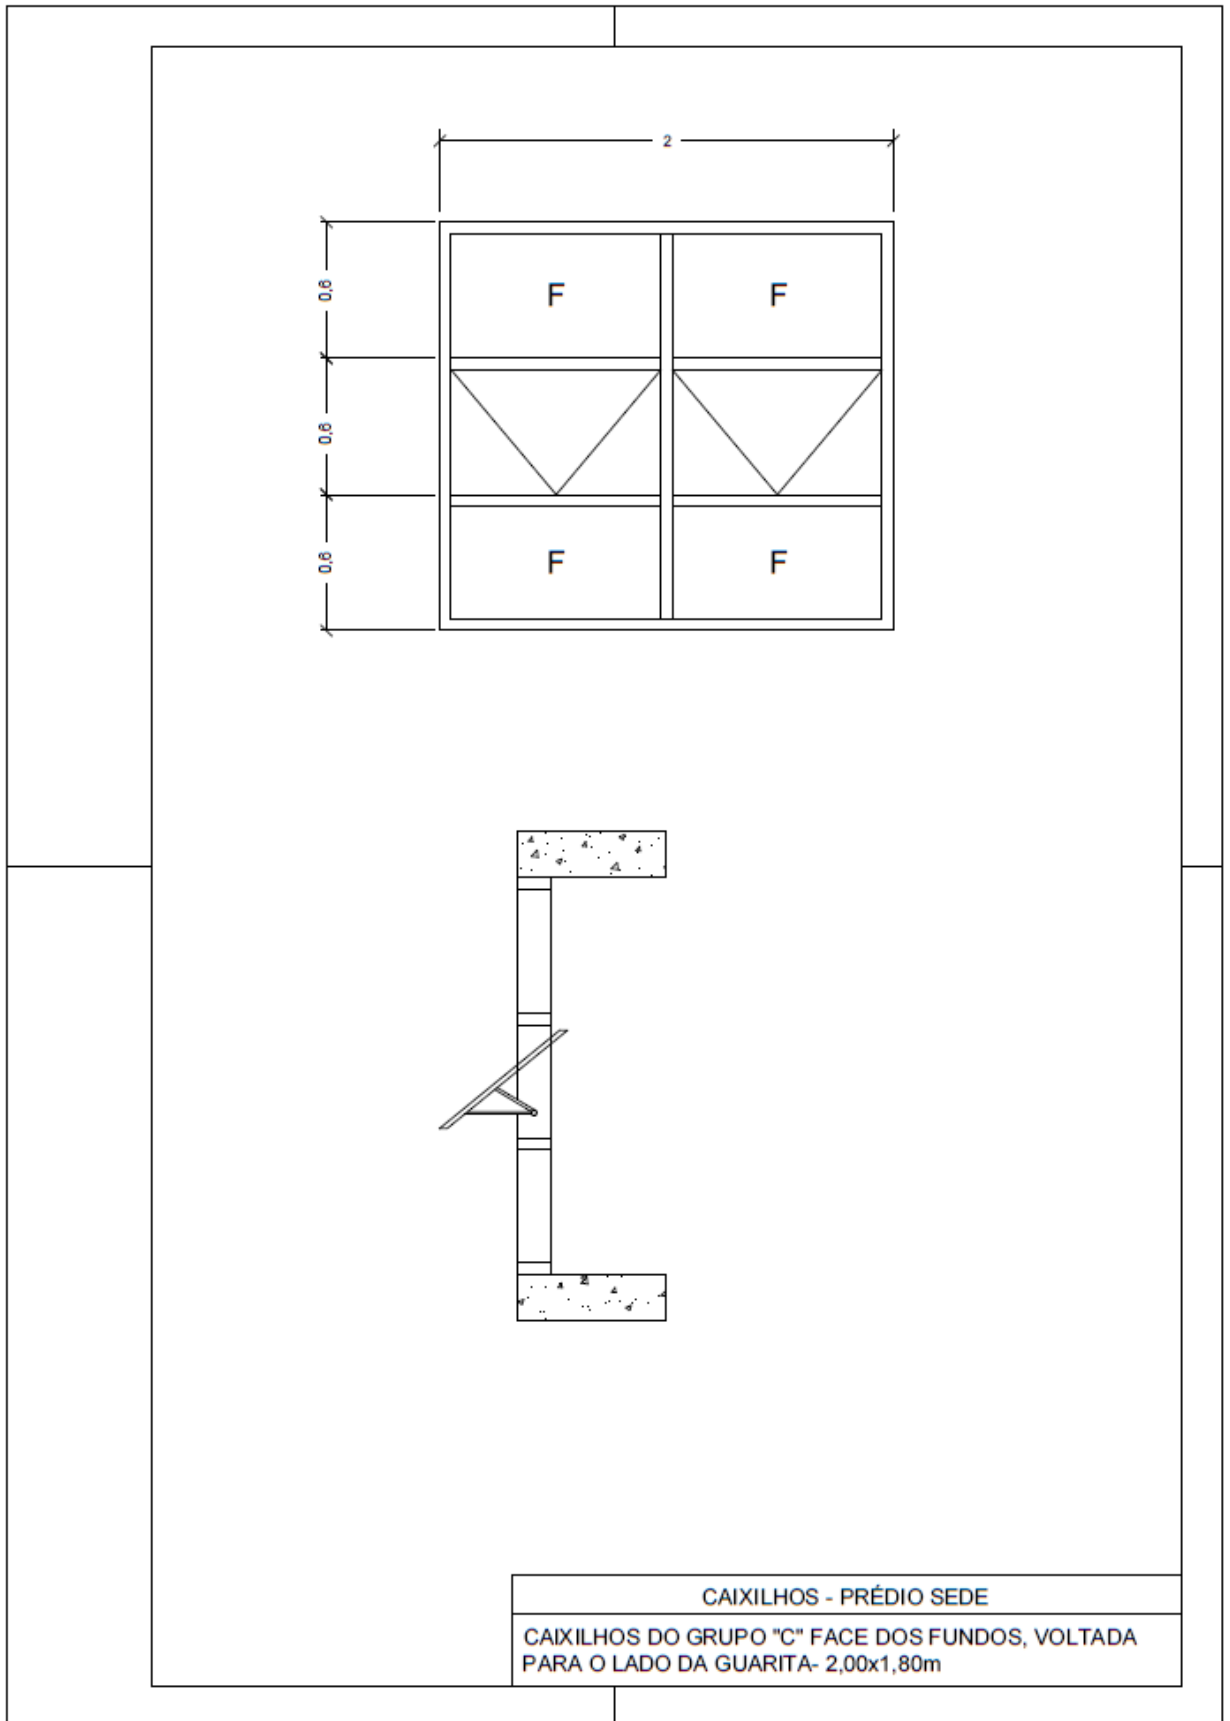 2
0,6
F F
0,6
0,6
F F
CAIXILHOS - PRÉDIO SEDE
CAIXILHOS DO GRUPO "C" FACE DOS FUNDOS, VOLTADA
PARA O LADO DA GUARITA- 2,00x1,80m